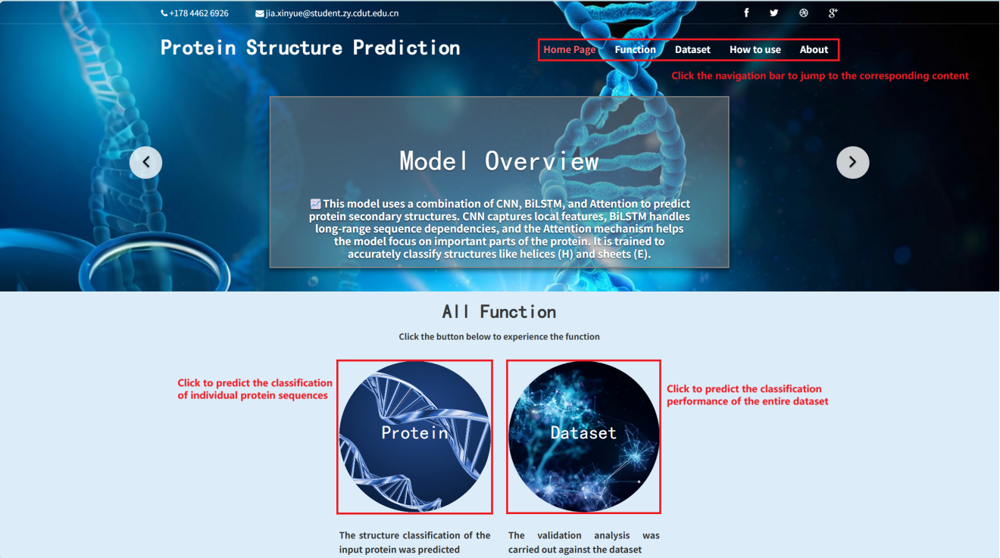 +178 4462 6926 jia.xinyue@student.zy.cdut.edu.cn
Protein Structure Prediction
Home Page Function Dataset How to use About
Click the navigation bar to jump to the corresponding content
Model Overview
This model uses a combination of CNN, BiLSTM, and Attention to predict
protein secondary structures. CNN captures local features, BiLSTM handles
long-range sequence dependencies, and the Attention mechanism helps
the model focus on important parts of the protein. It is trained to
accurately classify structures like helices (H) and sheets (E).
All Function
Click the button below to experience the function
Click to predict the classification
of individual protein sequences
Protein
Dataset
Click to predict the classification
performance of the entire dataset
The structure classification of the
input protein was predicted
The validation analysis was
carried out against the dataset